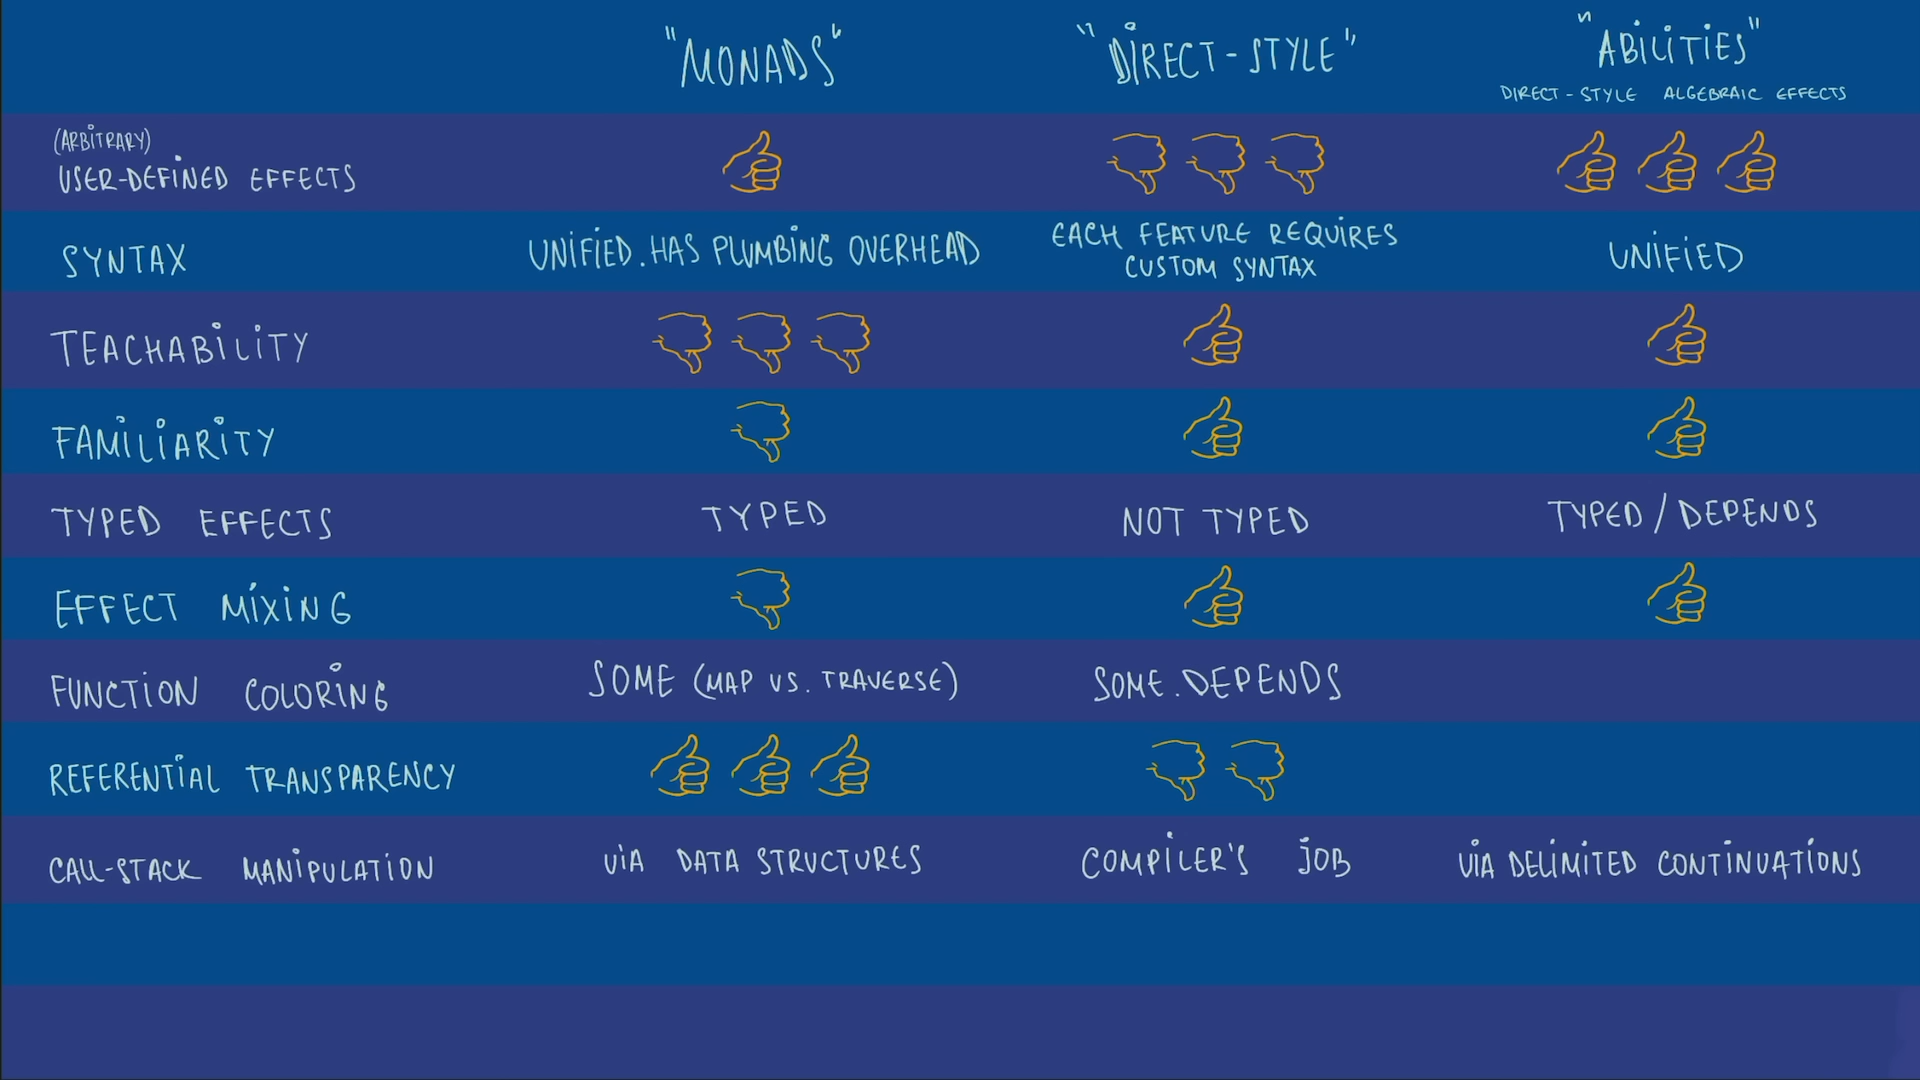 "MONADS"
"DIRECT-STYLE"
"ABILITIES"
DIRECT-STYLE ALGEBRAIC EFFECTS
(ARBITRARY)
USER-DEFINED EFFECTS
SYNTAX
UNIFIED. HAS PLUMBING OVERHEAD
EACH FEATURE REQUIRES
CUSTOM SYNTAX
UNIFIED
TEACHABILITY
FAMILIARITY
TYPED EFFECTS
TYPED
NOT TYPED
TYPED / DEPENDS
EFFECT MIXING
FUNCTION COLORING
SOME (MAP VS. TRAVERSE)
SOME. DEPENDS
REFERENTIAL TRANSPARENCY
CALL-STACK MANIPULATION
VIA DATA STRUCTURES
COMPILER'S JOB
VIA DELIMITED CONTINUATIONS